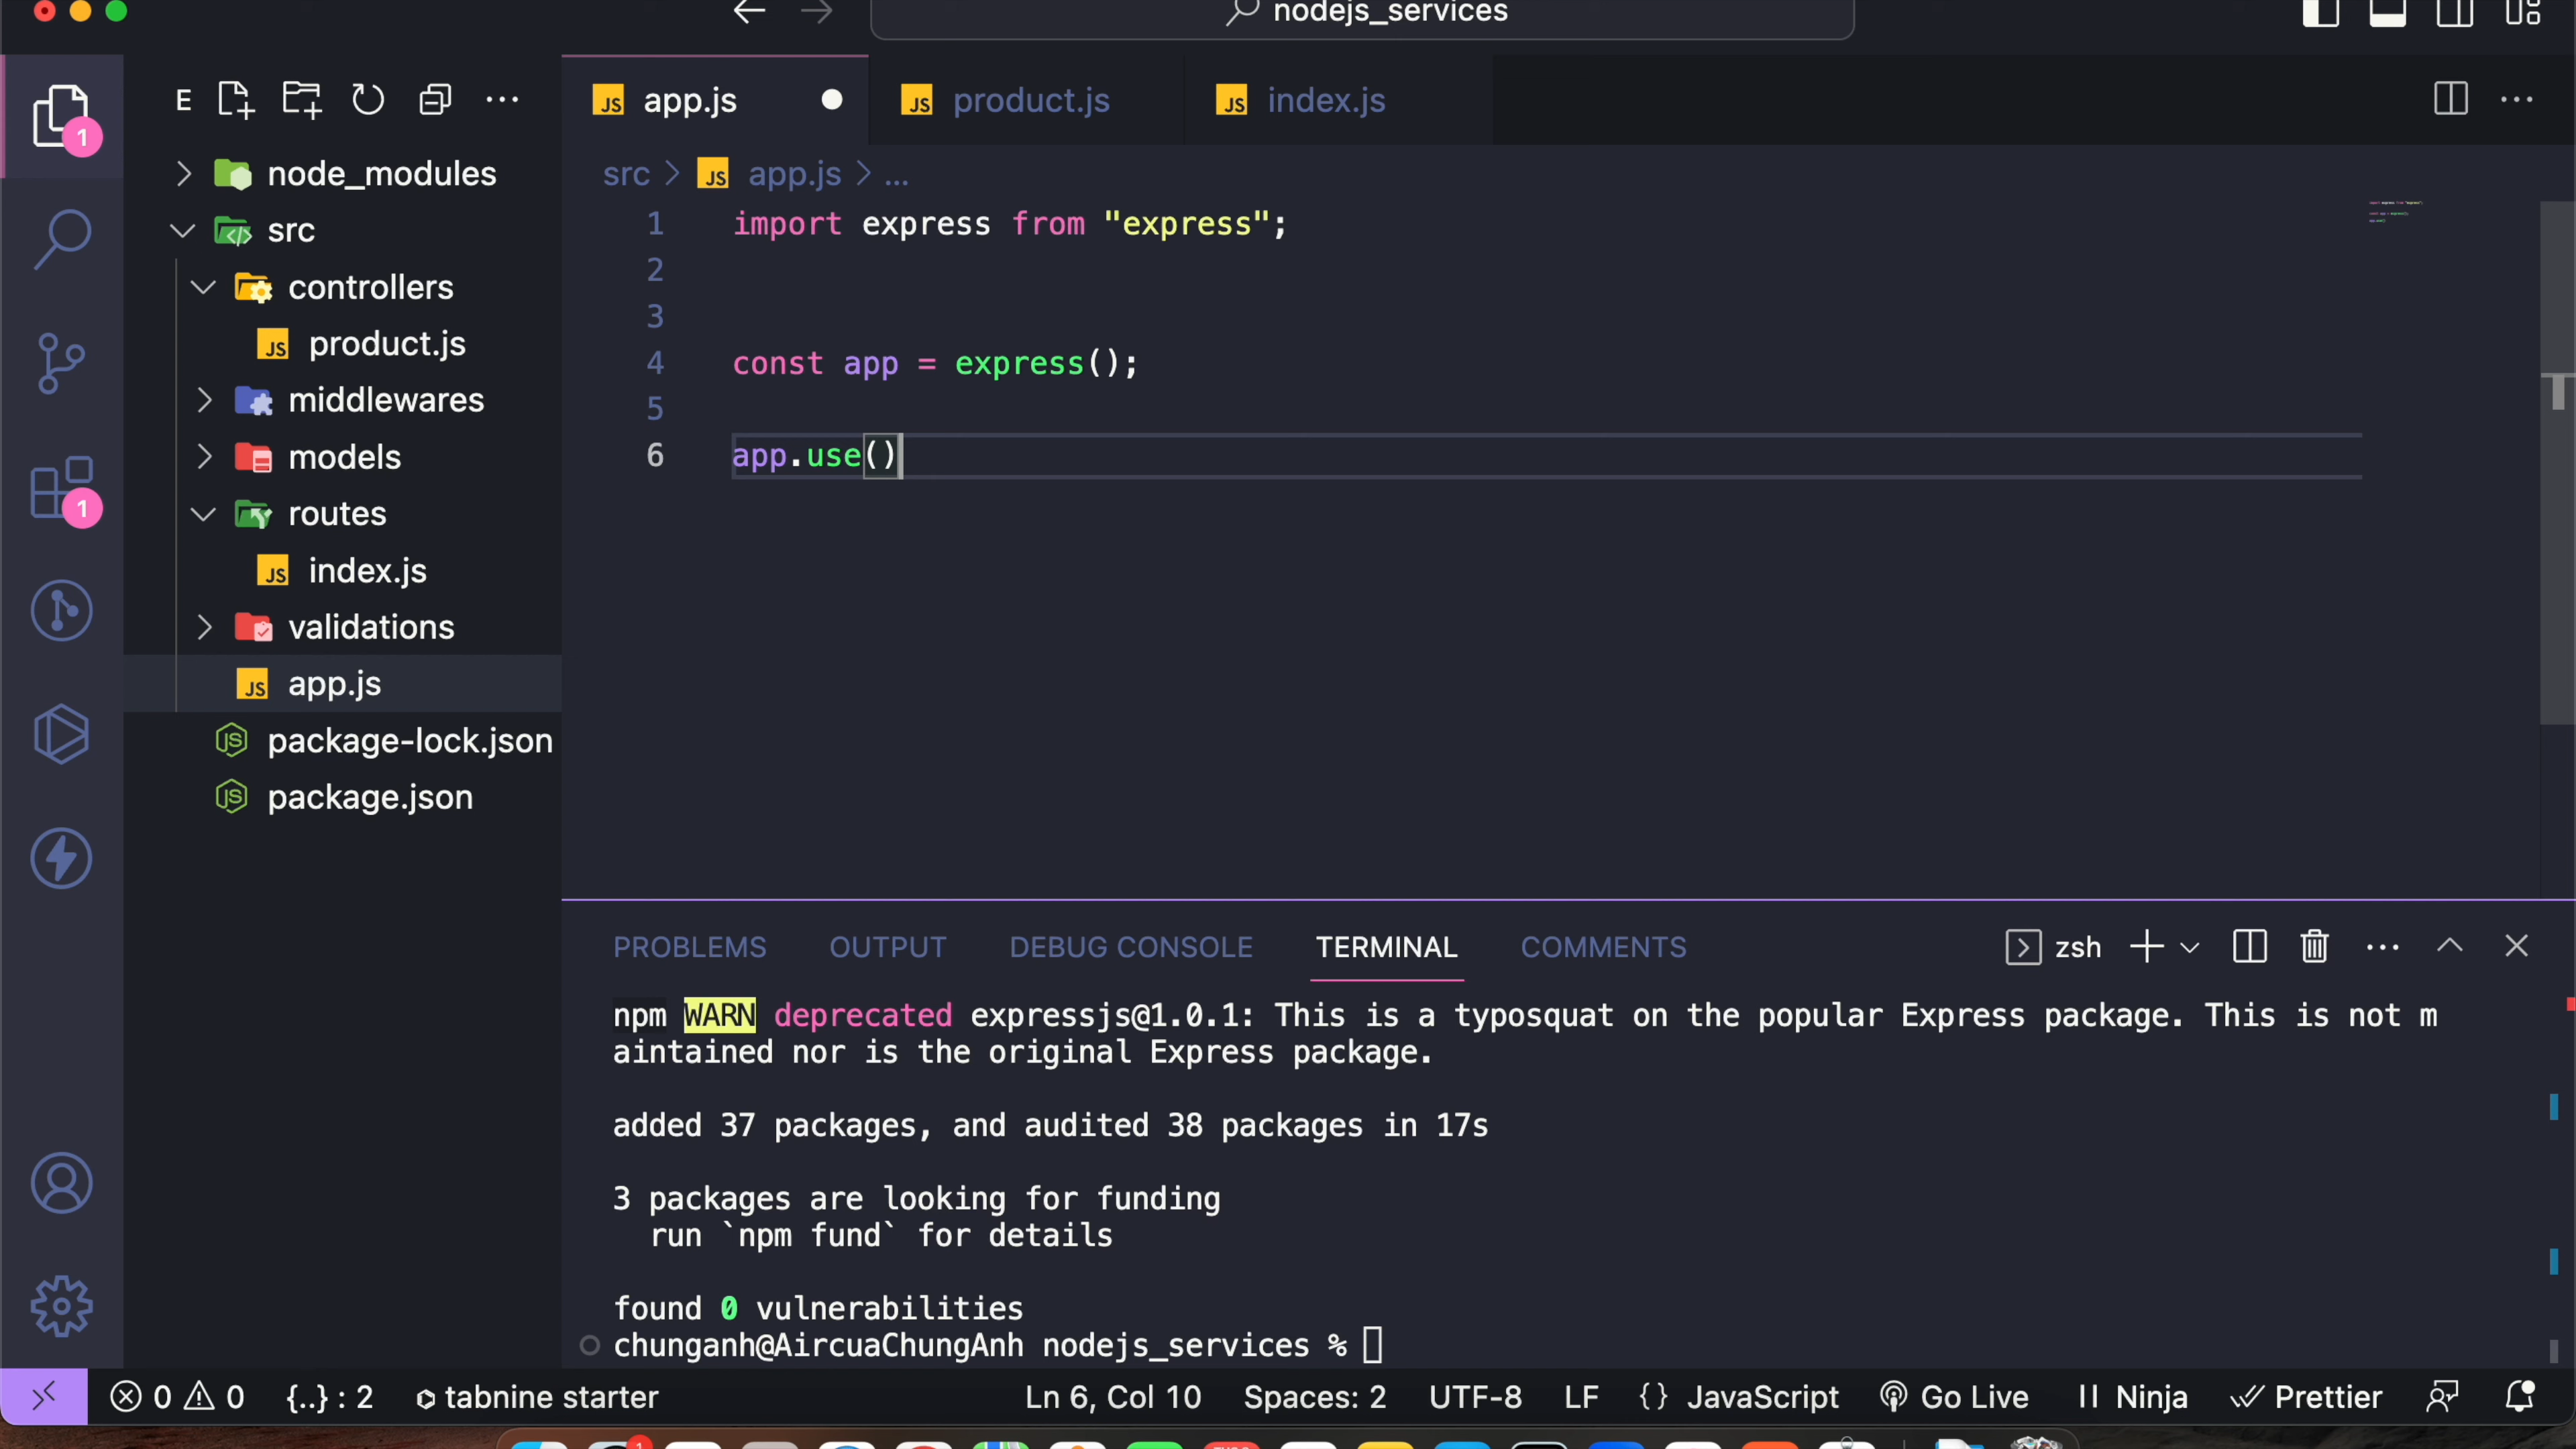 nodejs_services
E
app.js
product.js
index.js
1
node_modules
src
controllers
product.js
middlewares
models
1
routes
index.js
validations
app.js
package-lock.json
package.json
src > app.js > ...
1 import express from "express";
2
3
4 const app = express();
5
6 app.use()
PROBLEMS OUTPUT DEBUG CONSOLE TERMINAL COMMENTS zsh
npm WARN deprecated expressjs@1.0.1: This is a typosquat on the popular Express package. This is not m
aintained nor is the original Express package.
added 37 packages, and audited 38 packages in 17s
3 packages are looking for funding
run `npm fund` for details
found 0 vulnerabilities
chunganh@AircuaChungAnh nodejs_services %
0 0 {..} : 2 tabnine starter Ln 6, Col 10 Spaces: 2 UTF-8 LF {} JavaScript Go Live Ninja Prettier
1